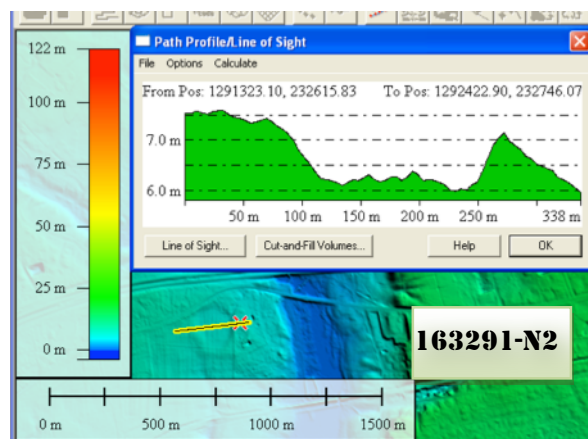 122 m
100 m
75 m
50 m
25 m
0 m
Path Profile/Line of Sight
File Options Calculate
From Pos: 1291323.10, 232615.83 To Pos: 1292422.90, 232746.07
7.0 m
6.0 m
50 m 100 m 150 m 200 m 250 m 338 m
Line of Sight... Cut-and-Fill Volumes... Help OK
163291-N2
0 m 500 m 1000 m 1500 m